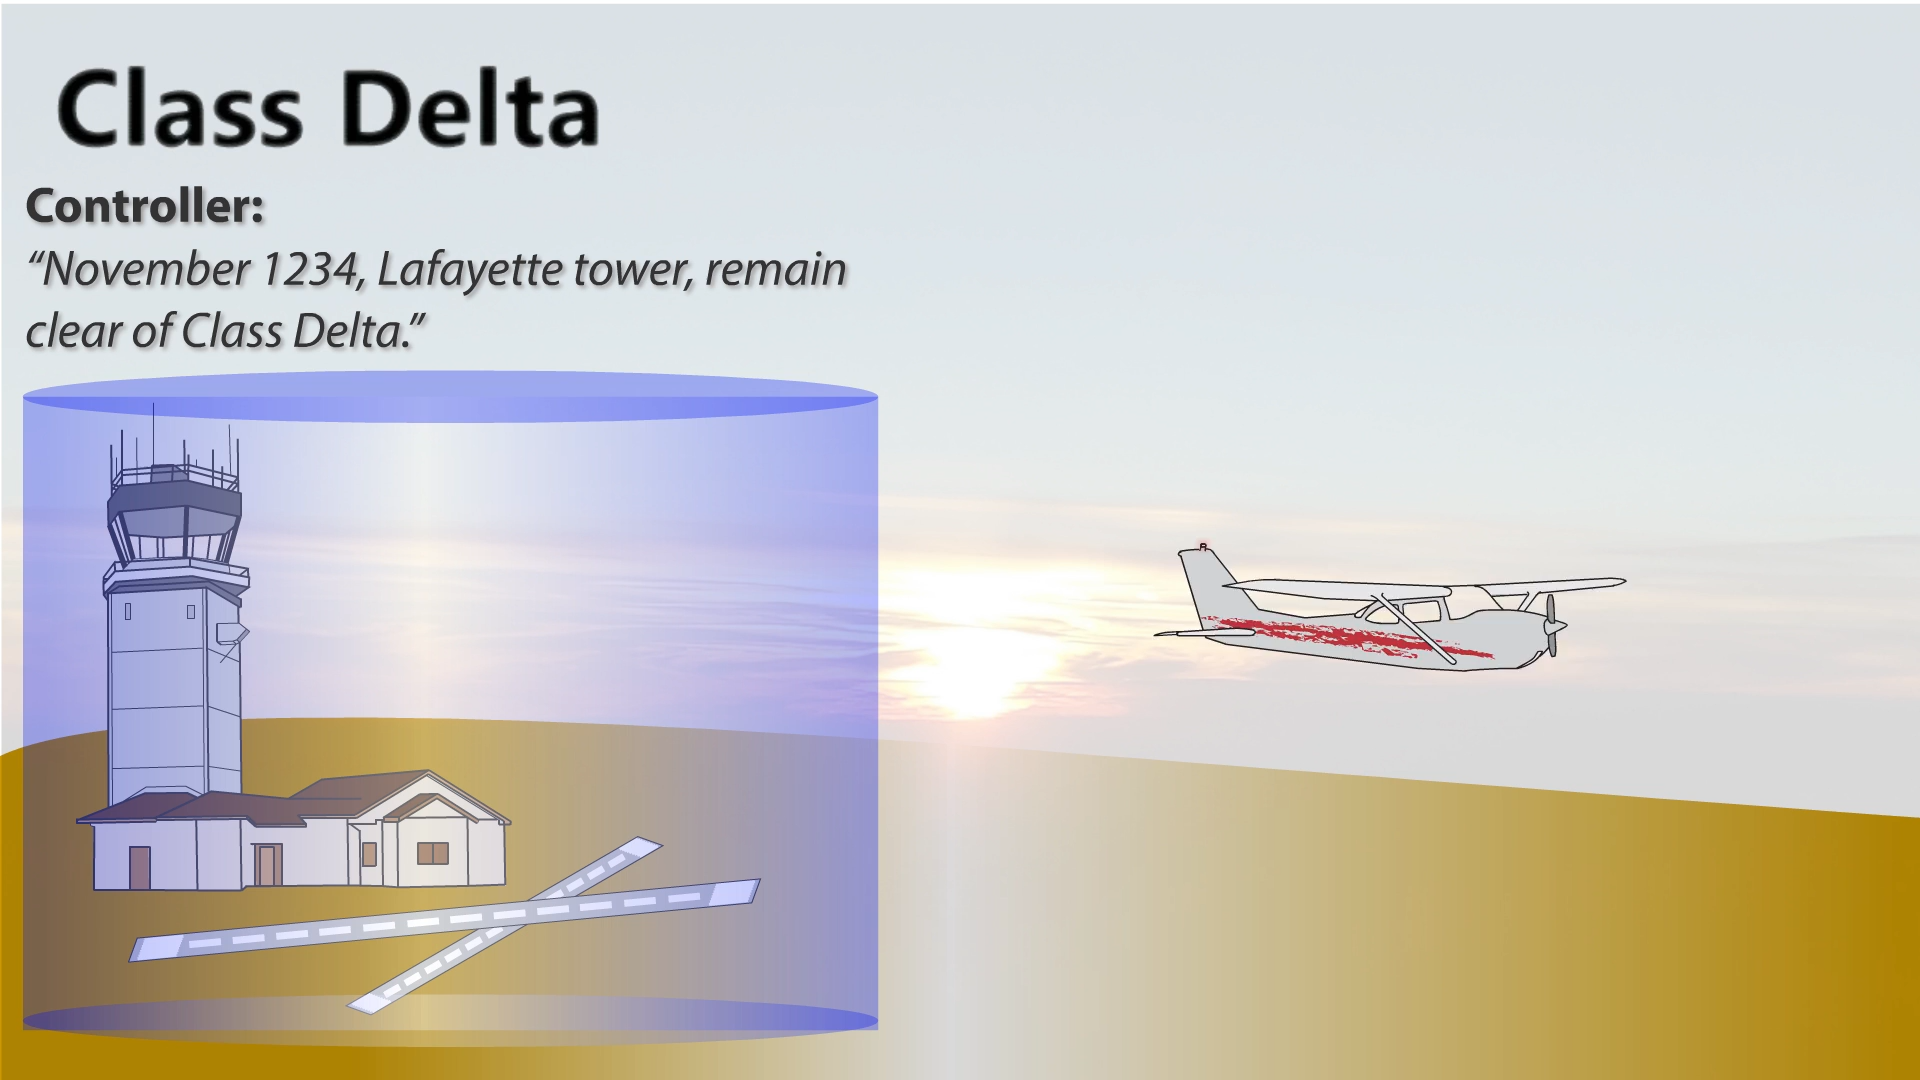 Class Delta
Controller:
“November 1234, Lafayette tower, remain
clear of Class Delta.”